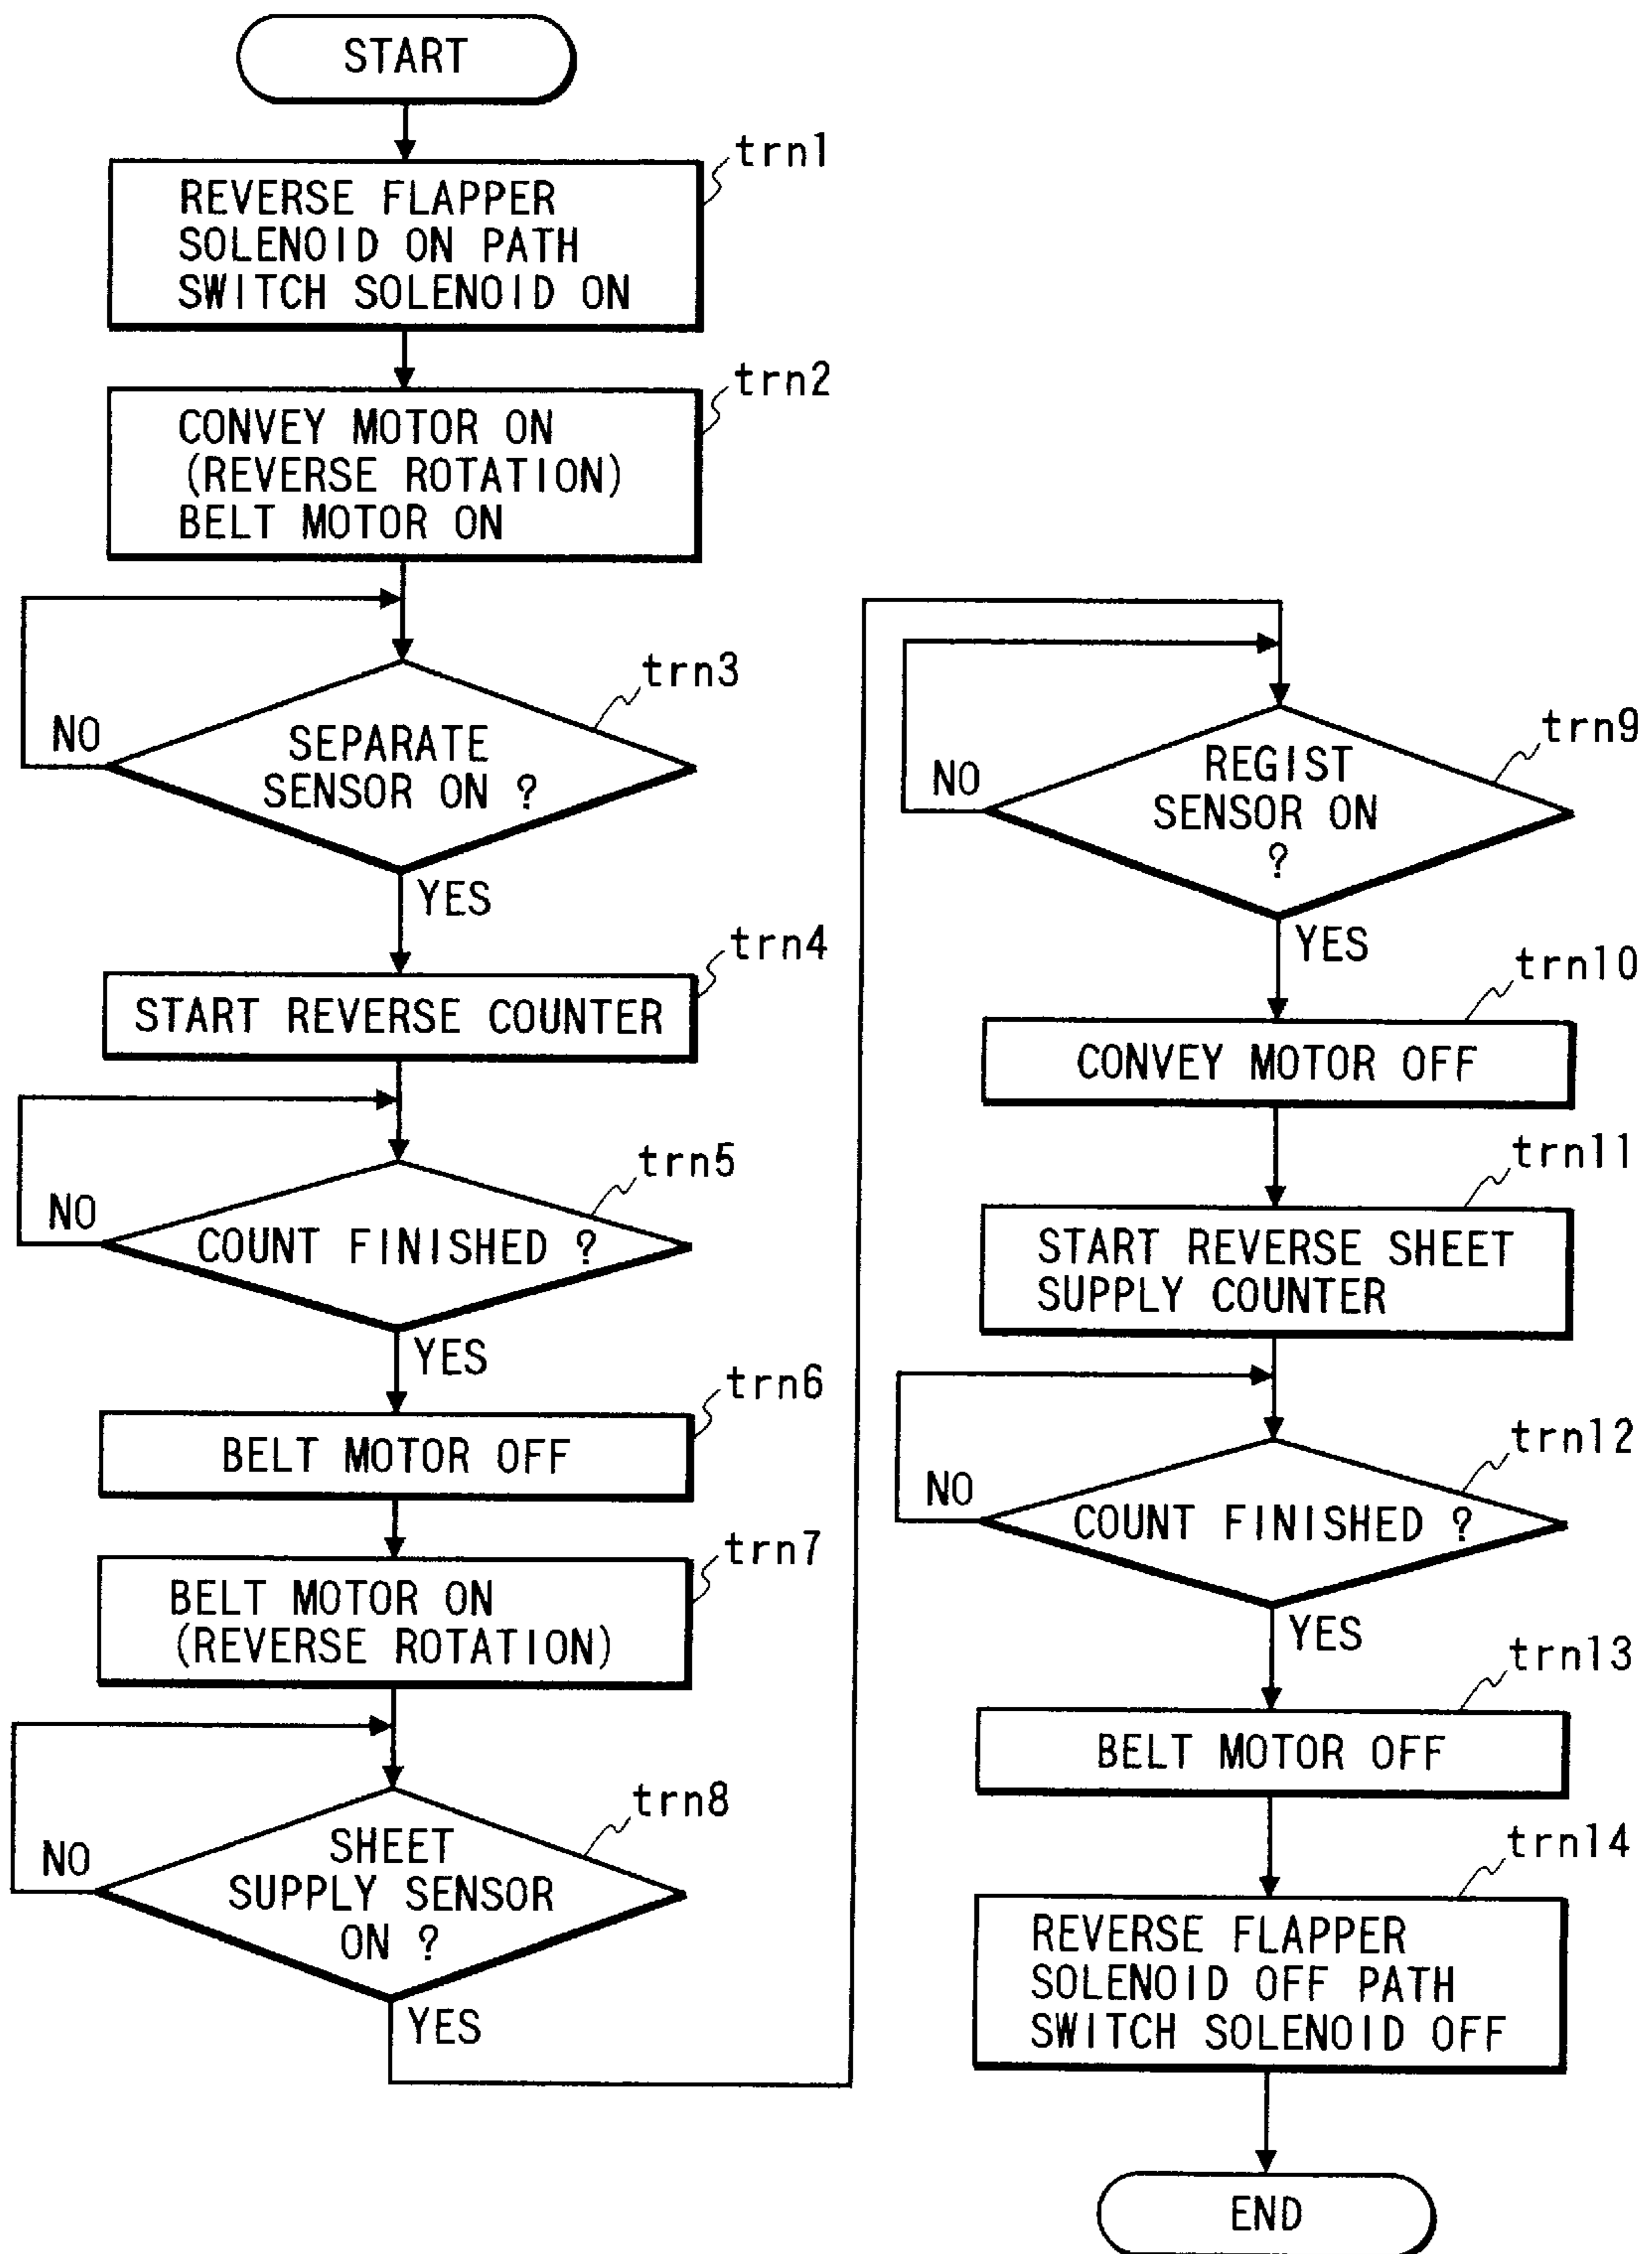 START
trn1
REVERSE FLAPPER
SOLENOID ON PATH
SWITCH SOLENOID ON
trn2
CONVEY MOTOR ON
(REVERSE ROTATION)
BELT MOTOR ON
trn3
SEPARATE
SENSOR ON ?
NO
YES
trn4
START REVERSE COUNTER
trn5
COUNT FINISHED ?
NO
YES
trn6
BELT MOTOR OFF
trn7
BELT MOTOR ON
(REVERSE ROTATION)
trn8
SHEET
SUPPLY SENSOR
ON ?
NO
YES
trn9
REGIST
SENSOR ON
?
NO
YES
trn10
CONVEY MOTOR OFF
trn11
START REVERSE SHEET
SUPPLY COUNTER
trn12
COUNT FINISHED ?
NO
YES
trn13
BELT MOTOR OFF
trn14
REVERSE FLAPPER
SOLENOID OFF PATH
SWITCH SOLENOID OFF
END